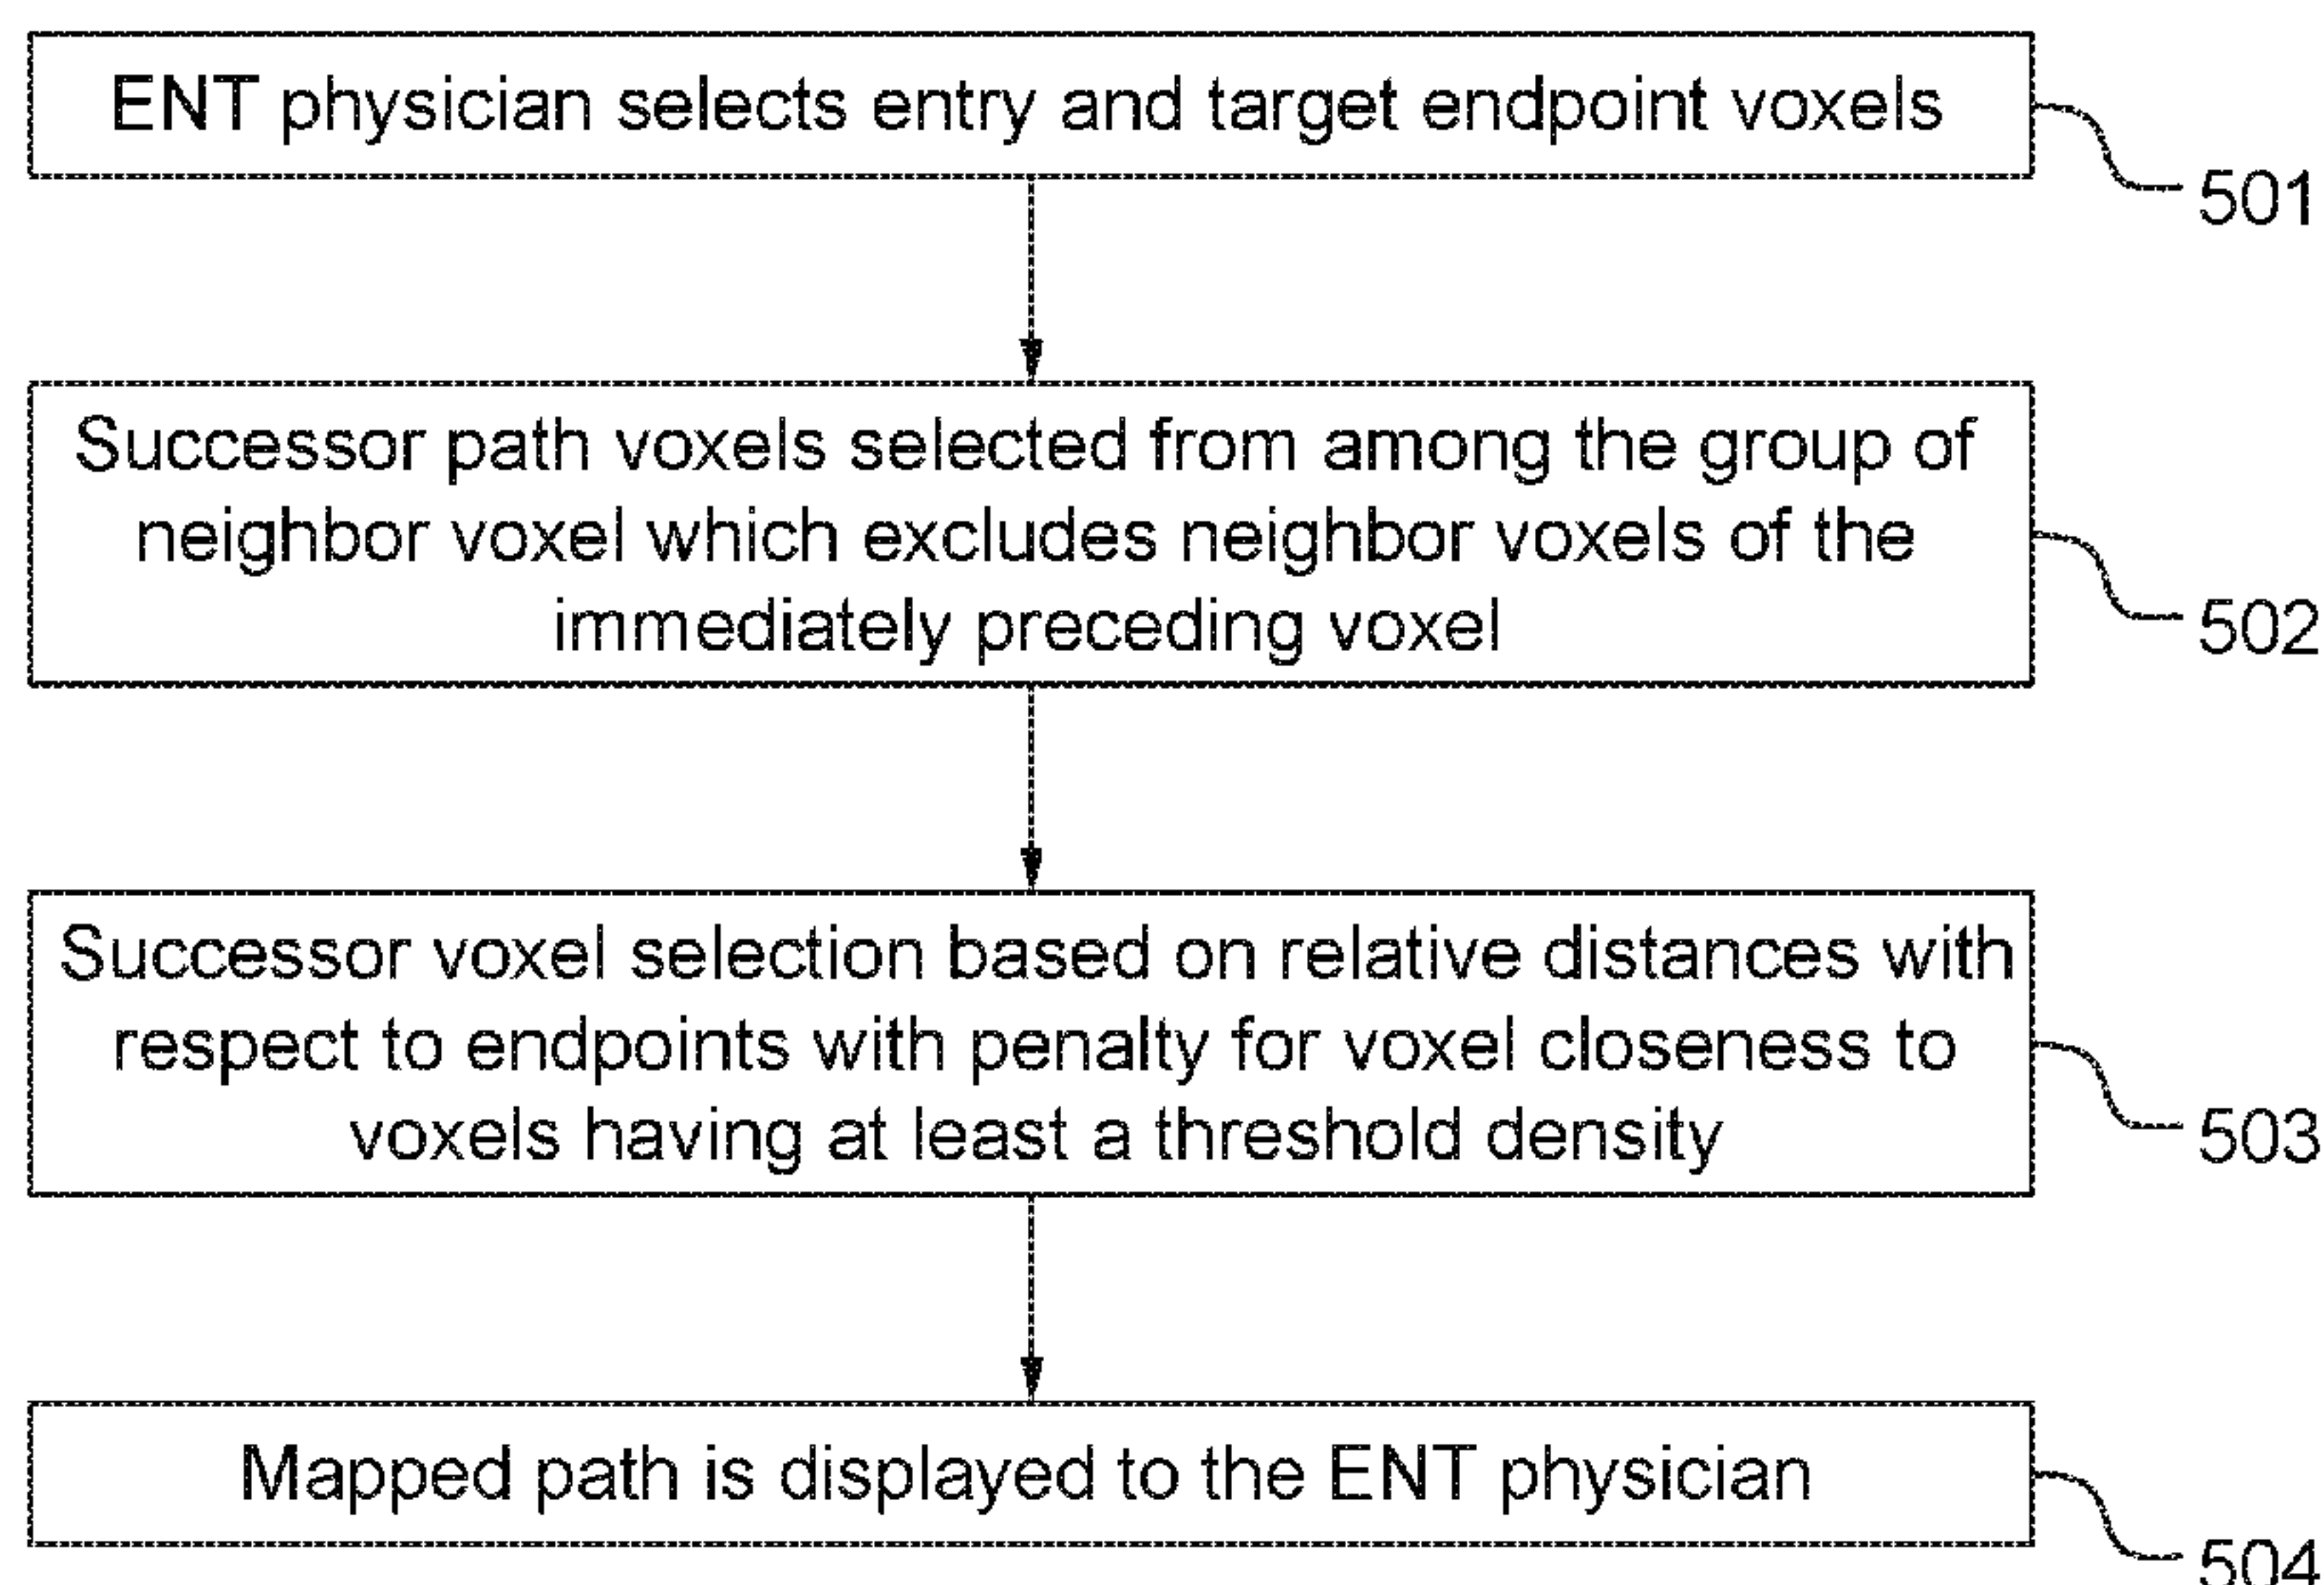 ENT physician selects entry and target endpoint voxels
501
Successor path voxels selected from among the group of
neighbor voxel which excludes neighbor voxels of the
immediately preceding voxel
502
Successor voxel selection based on relative distances with
respect to endpoints with penalty for voxel closeness to
voxels having at least a threshold density
503
Mapped path is displayed to the ENT physician
504